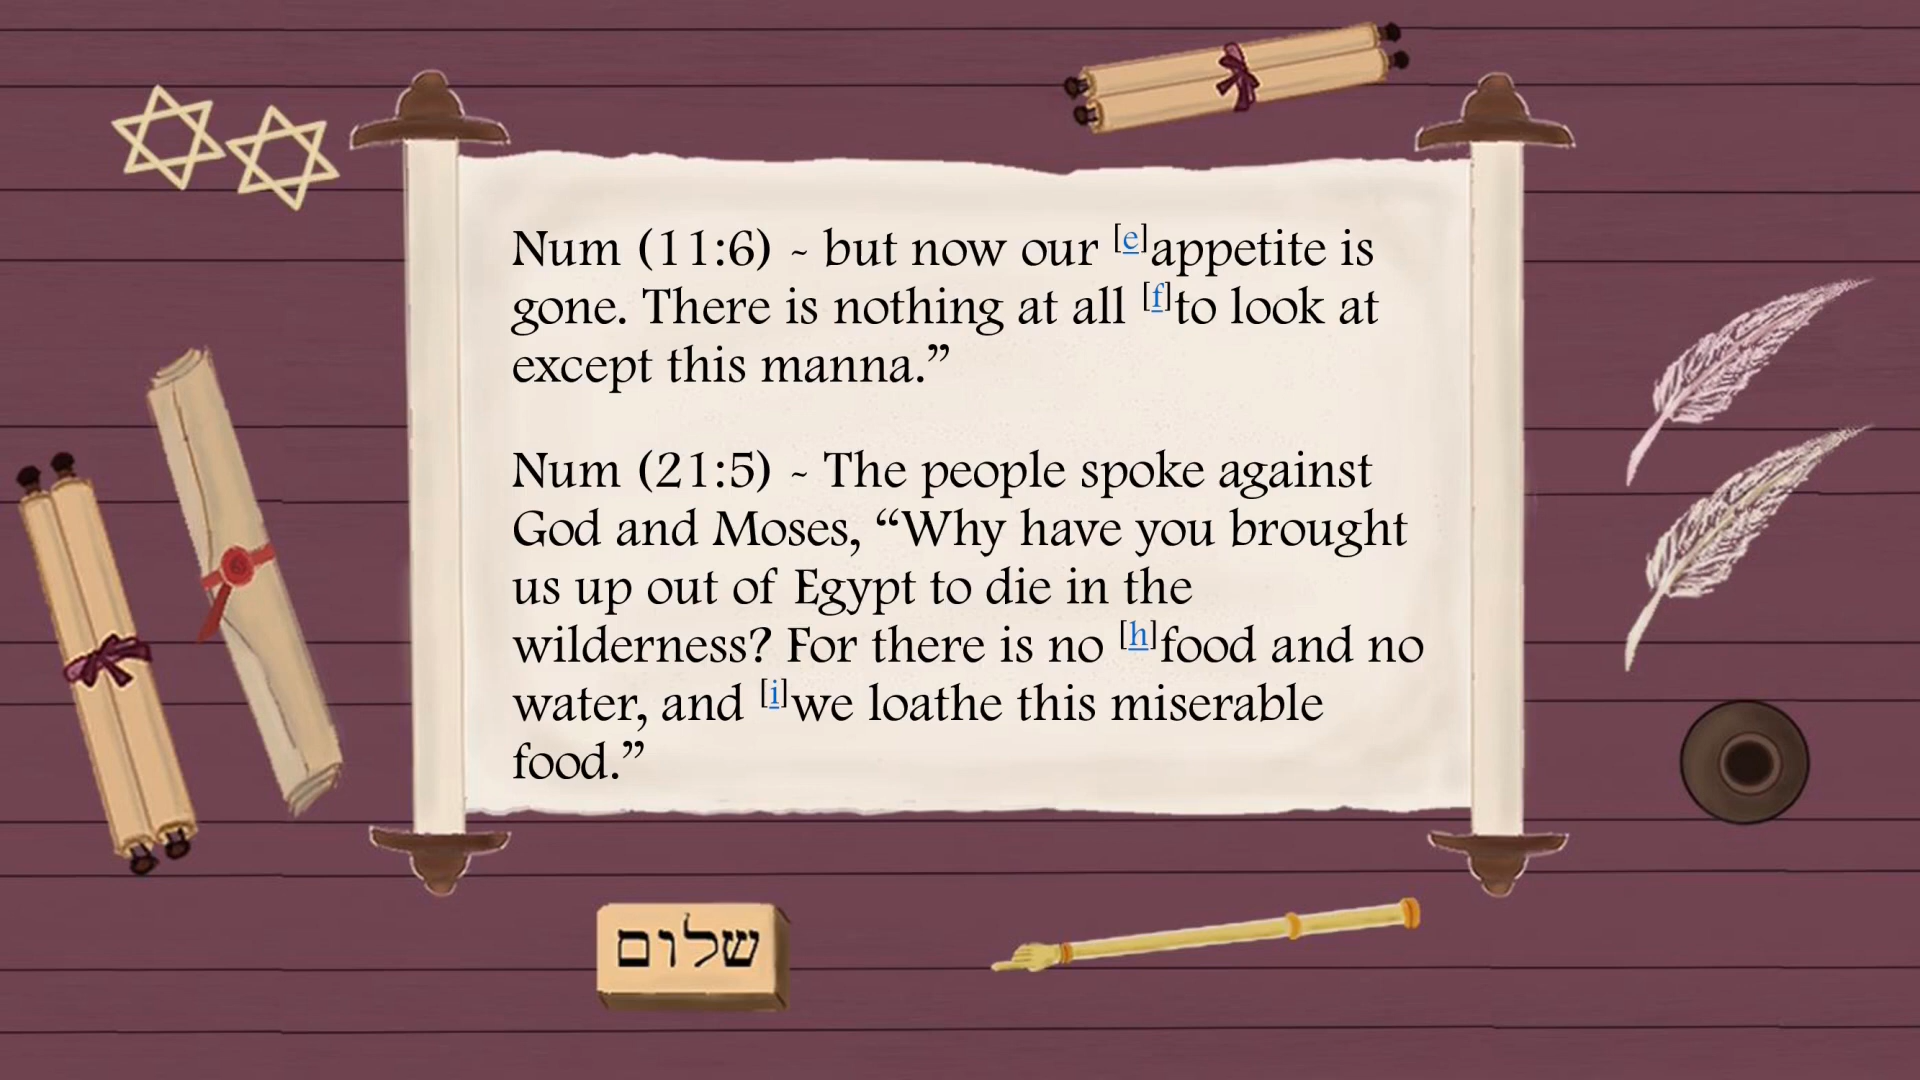 Num (11:6) - but now our [e]appetite is
gone. There is nothing at all [f]to look at
except this manna.”
Num (21:5) - The people spoke against
God and Moses, “Why have you brought
us up out of Egypt to die in the
wilderness? For there is no [h]food and no
water, and [i]we loathe this miserable
food.”
שלום